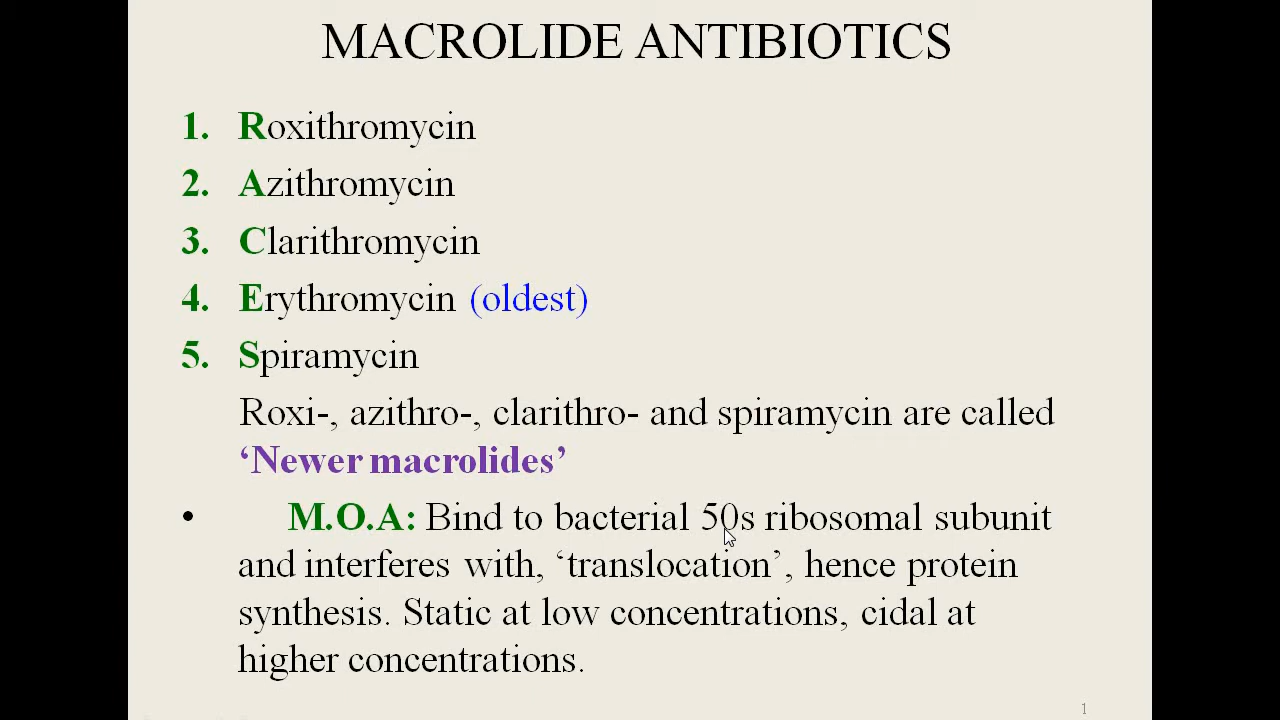 MACROLIDE ANTIBIOTICS
1. Roxithromycin
2. Azithromycin
3. Clarithromycin
4. Erythromycin (oldest)
5. Spiramycin
Roxi-, azithro-, clarithro- and spiramycin are called
‘Newer macrolides’
• M.O.A: Bind to bacterial 50s ribosomal subunit
and interferes with, ‘translocation’, hence protein
synthesis. Static at low concentrations, cidal at
higher concentrations.
1